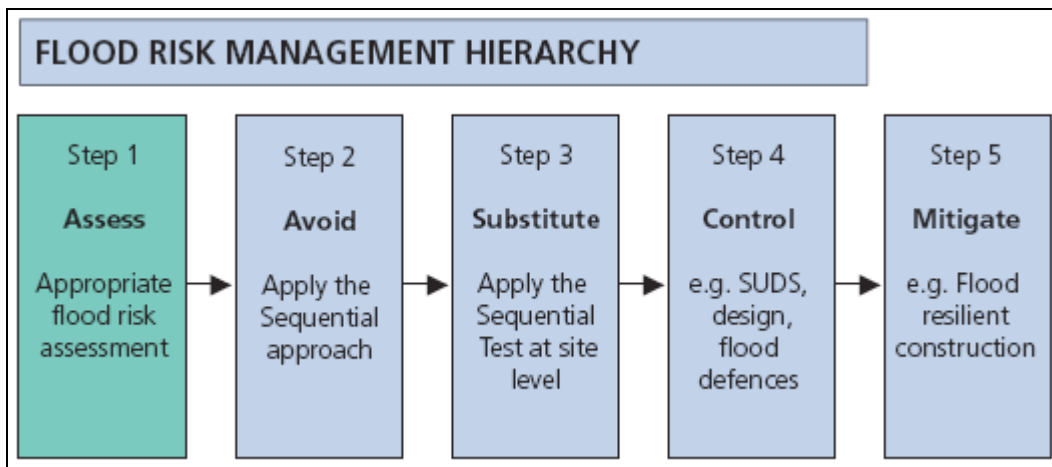 FLOOD RISK MANAGEMENT HIERARCHY
Step 1
Assess
Appropriate
flood risk
assessment
Step 2
Avoid
Apply the
Sequential
approach
Step 3
Substitute
Apply the
Sequential
Test at site
level
Step 4
Control
e.g. SUDS,
design,
flood
defences
Step 5
Mitigate
e.g. Flood
resilient
construction